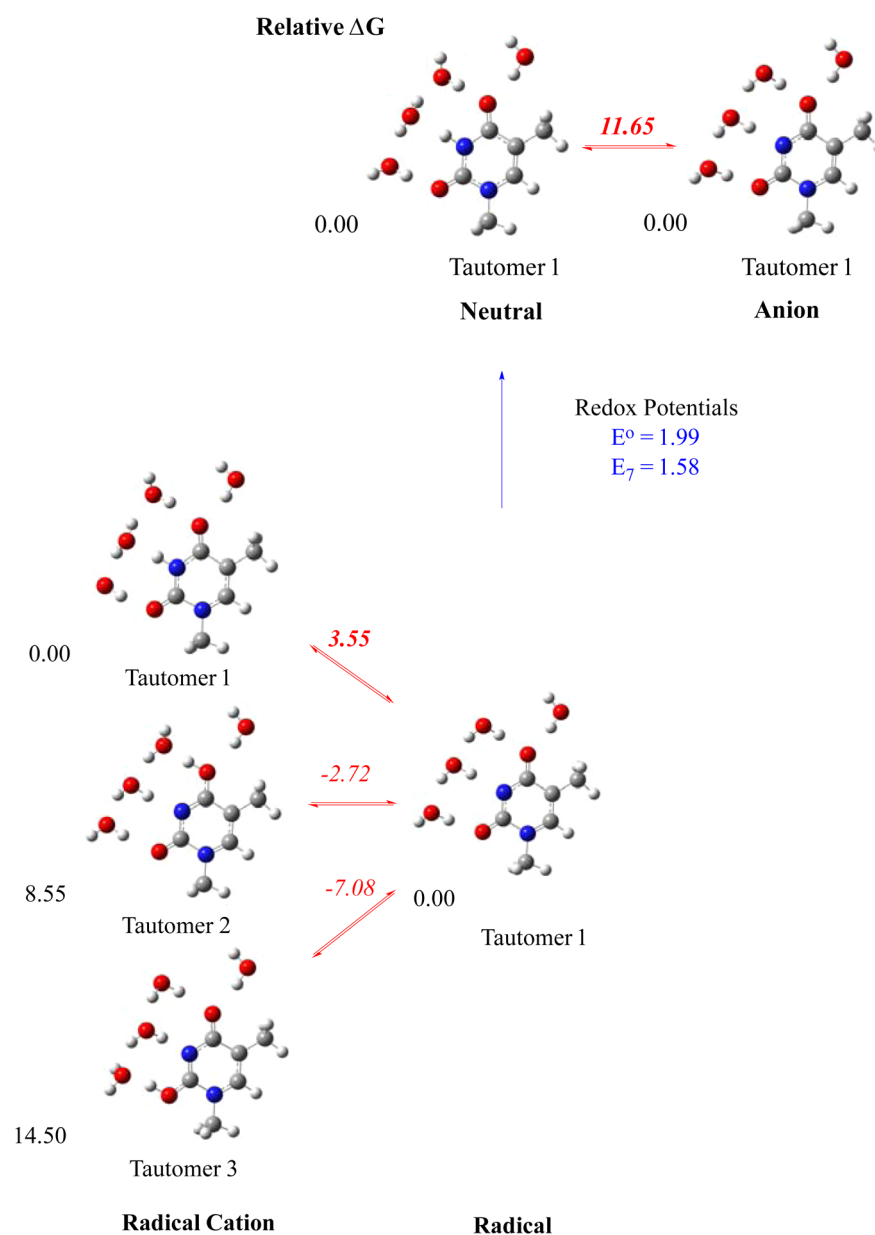 Relative ΔG
11.65
0.00
0.00
Tautomer 1
Tautomer 1
Neutral
Anion
Redox Potentials
Eº = 1.99
E₇ = 1.58
0.00
3.55
Tautomer 1
-2.72
8.55
-7.08
0.00
Tautomer 2
Tautomer 1
14.50
Tautomer 3
Radical Cation
Radical